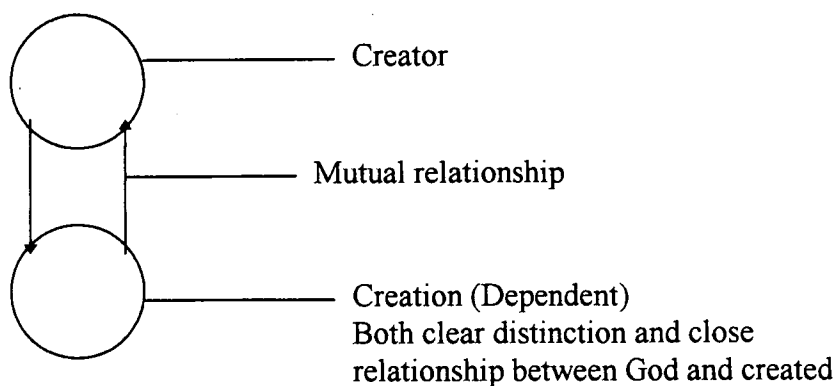 Creator
Mutual relationship
Creation (Dependent)
Both clear distinction and close
relationship between God and created